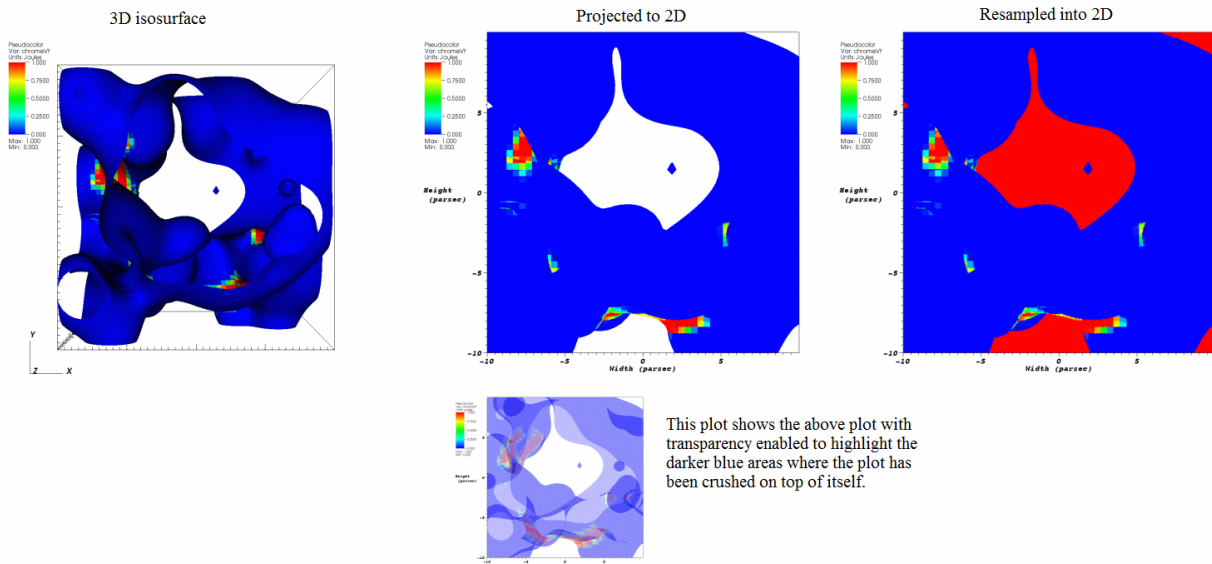 3D isosurface
Projected to 2D
Resampled into 2D
Pseudocolor
Var: chromeVf
Units: Joules
1.000
0.7500
0.5000
0.2500
0.000
Max: 1.000
Min: 0.000
Y
Z X
Pseudocolor
Var: chromeVf
Units: Joules
1.000
0.7500
0.5000
0.2500
0.000
Max: 1.000
Min: 0.000
5
Height
(parsec)
0
-5
-10
-10 -5 0 5
Width (parsec)
Pseudocolor
Var: chromeVf
Units: Joules
1.000
0.7500
0.5000
0.2500
0.000
Max: 1.000
Min: 0.000
5
Height
(parsec)
0
-5
-10
-10 -5 0 5
Width (parsec)
Height
(parsec)
This plot shows the above plot with
transparency enabled to highlight the
darker blue areas where the plot has
been crushed on top of itself.